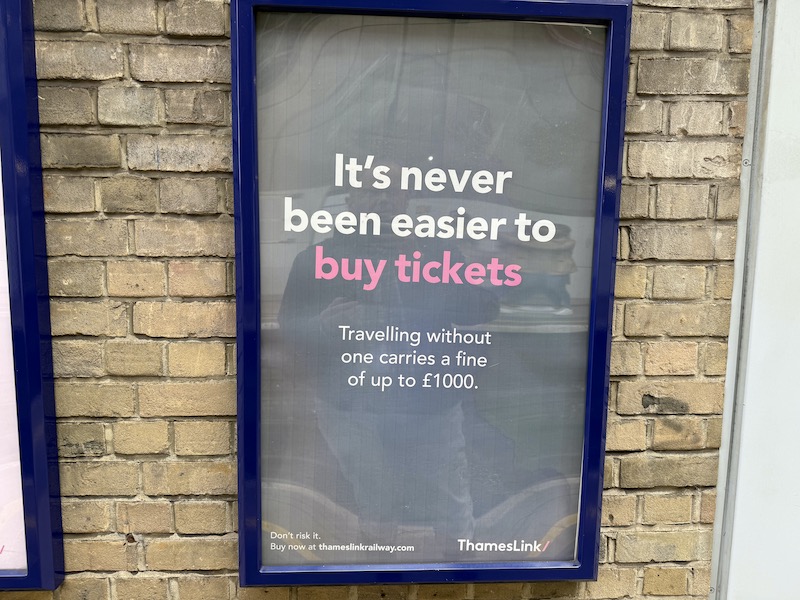 It's never
been easier to
buy tickets
Travelling without
one carries a fine
of up to £1000.
Don't risk it.
Buy now at thameslinkrailway.com
ThamesLink/